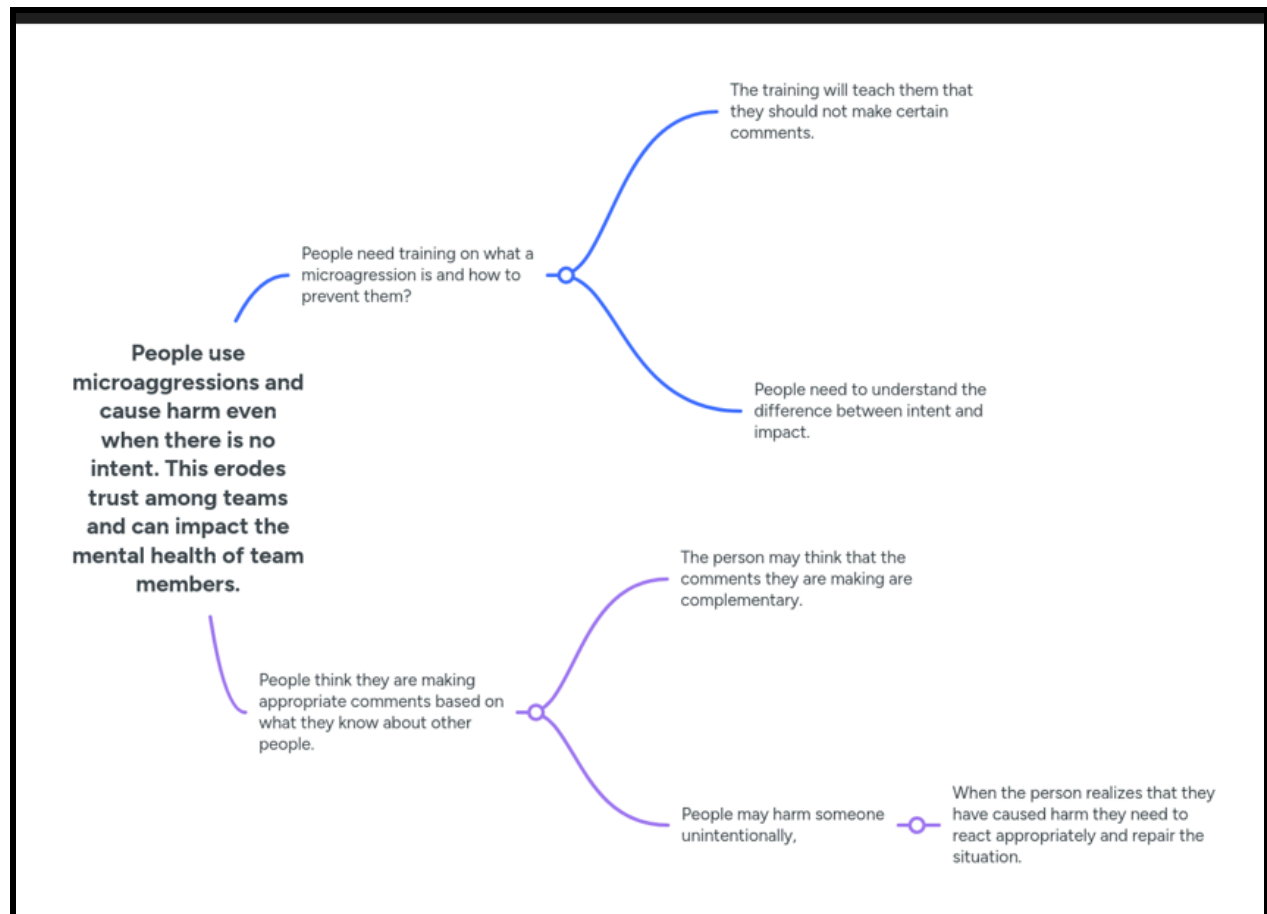 People use
microaggressions and
cause harm even
when there is no
intent. This erodes
trust among teams
and can impact the
mental health of team
members.
People need training on what a
microagression is and how to
prevent them?
The training will teach them that
they should not make certain
comments.
People need to understand the
difference between intent and
impact.
People think they are making
appropriate comments based on
what they know about other
people.
The person may think that the
comments they are making are
complementary.
People may harm someone
unintentionally,
When the person realizes that they
have caused harm they need to
react appropriately and repair the
situation.